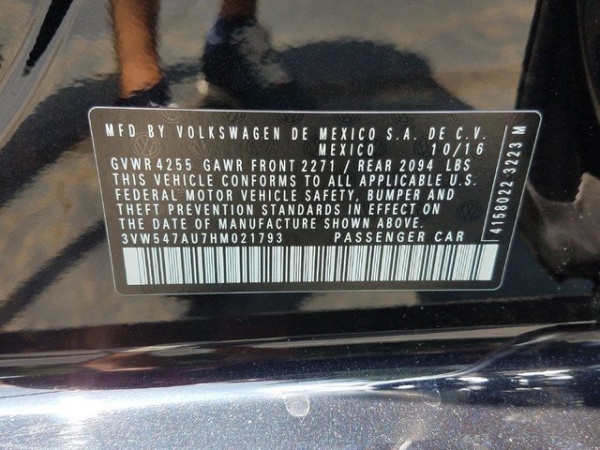 MFD BY VOLKSWAGEN DE MEXICO S.A. DE C.V.
MEXICO 10/16
GVWR 4255 GAWR FRONT 2271 / REAR 2094 LBS
THIS VEHICLE CONFORMS TO ALL APPLICABLE U.S.
FEDERAL MOTOR VEHICLE SAFETY, BUMPER, AND
THEFT PREVENTION STANDARDS IN EFFECT ON
THE DATE OF MANUFACTURE SHOWN ABOVE.
3VW547AU7HM021793 PASSENGER CAR
4158022 3223 M